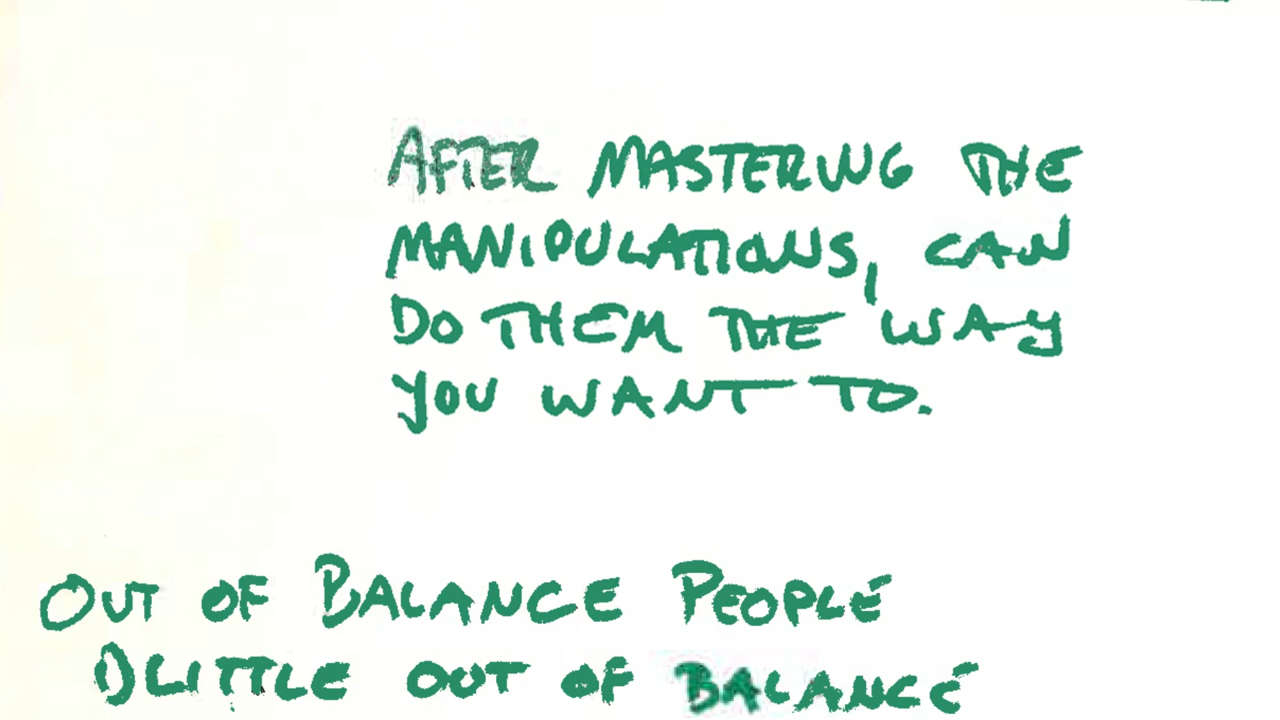 AFTER MASTERING THE
MANIPULATIONS, CAN
DO THEM THE WAY
YOU WANT TO.
OUT OF BALANCE PEOPLE
1) LITTLE OUT OF BALANCE